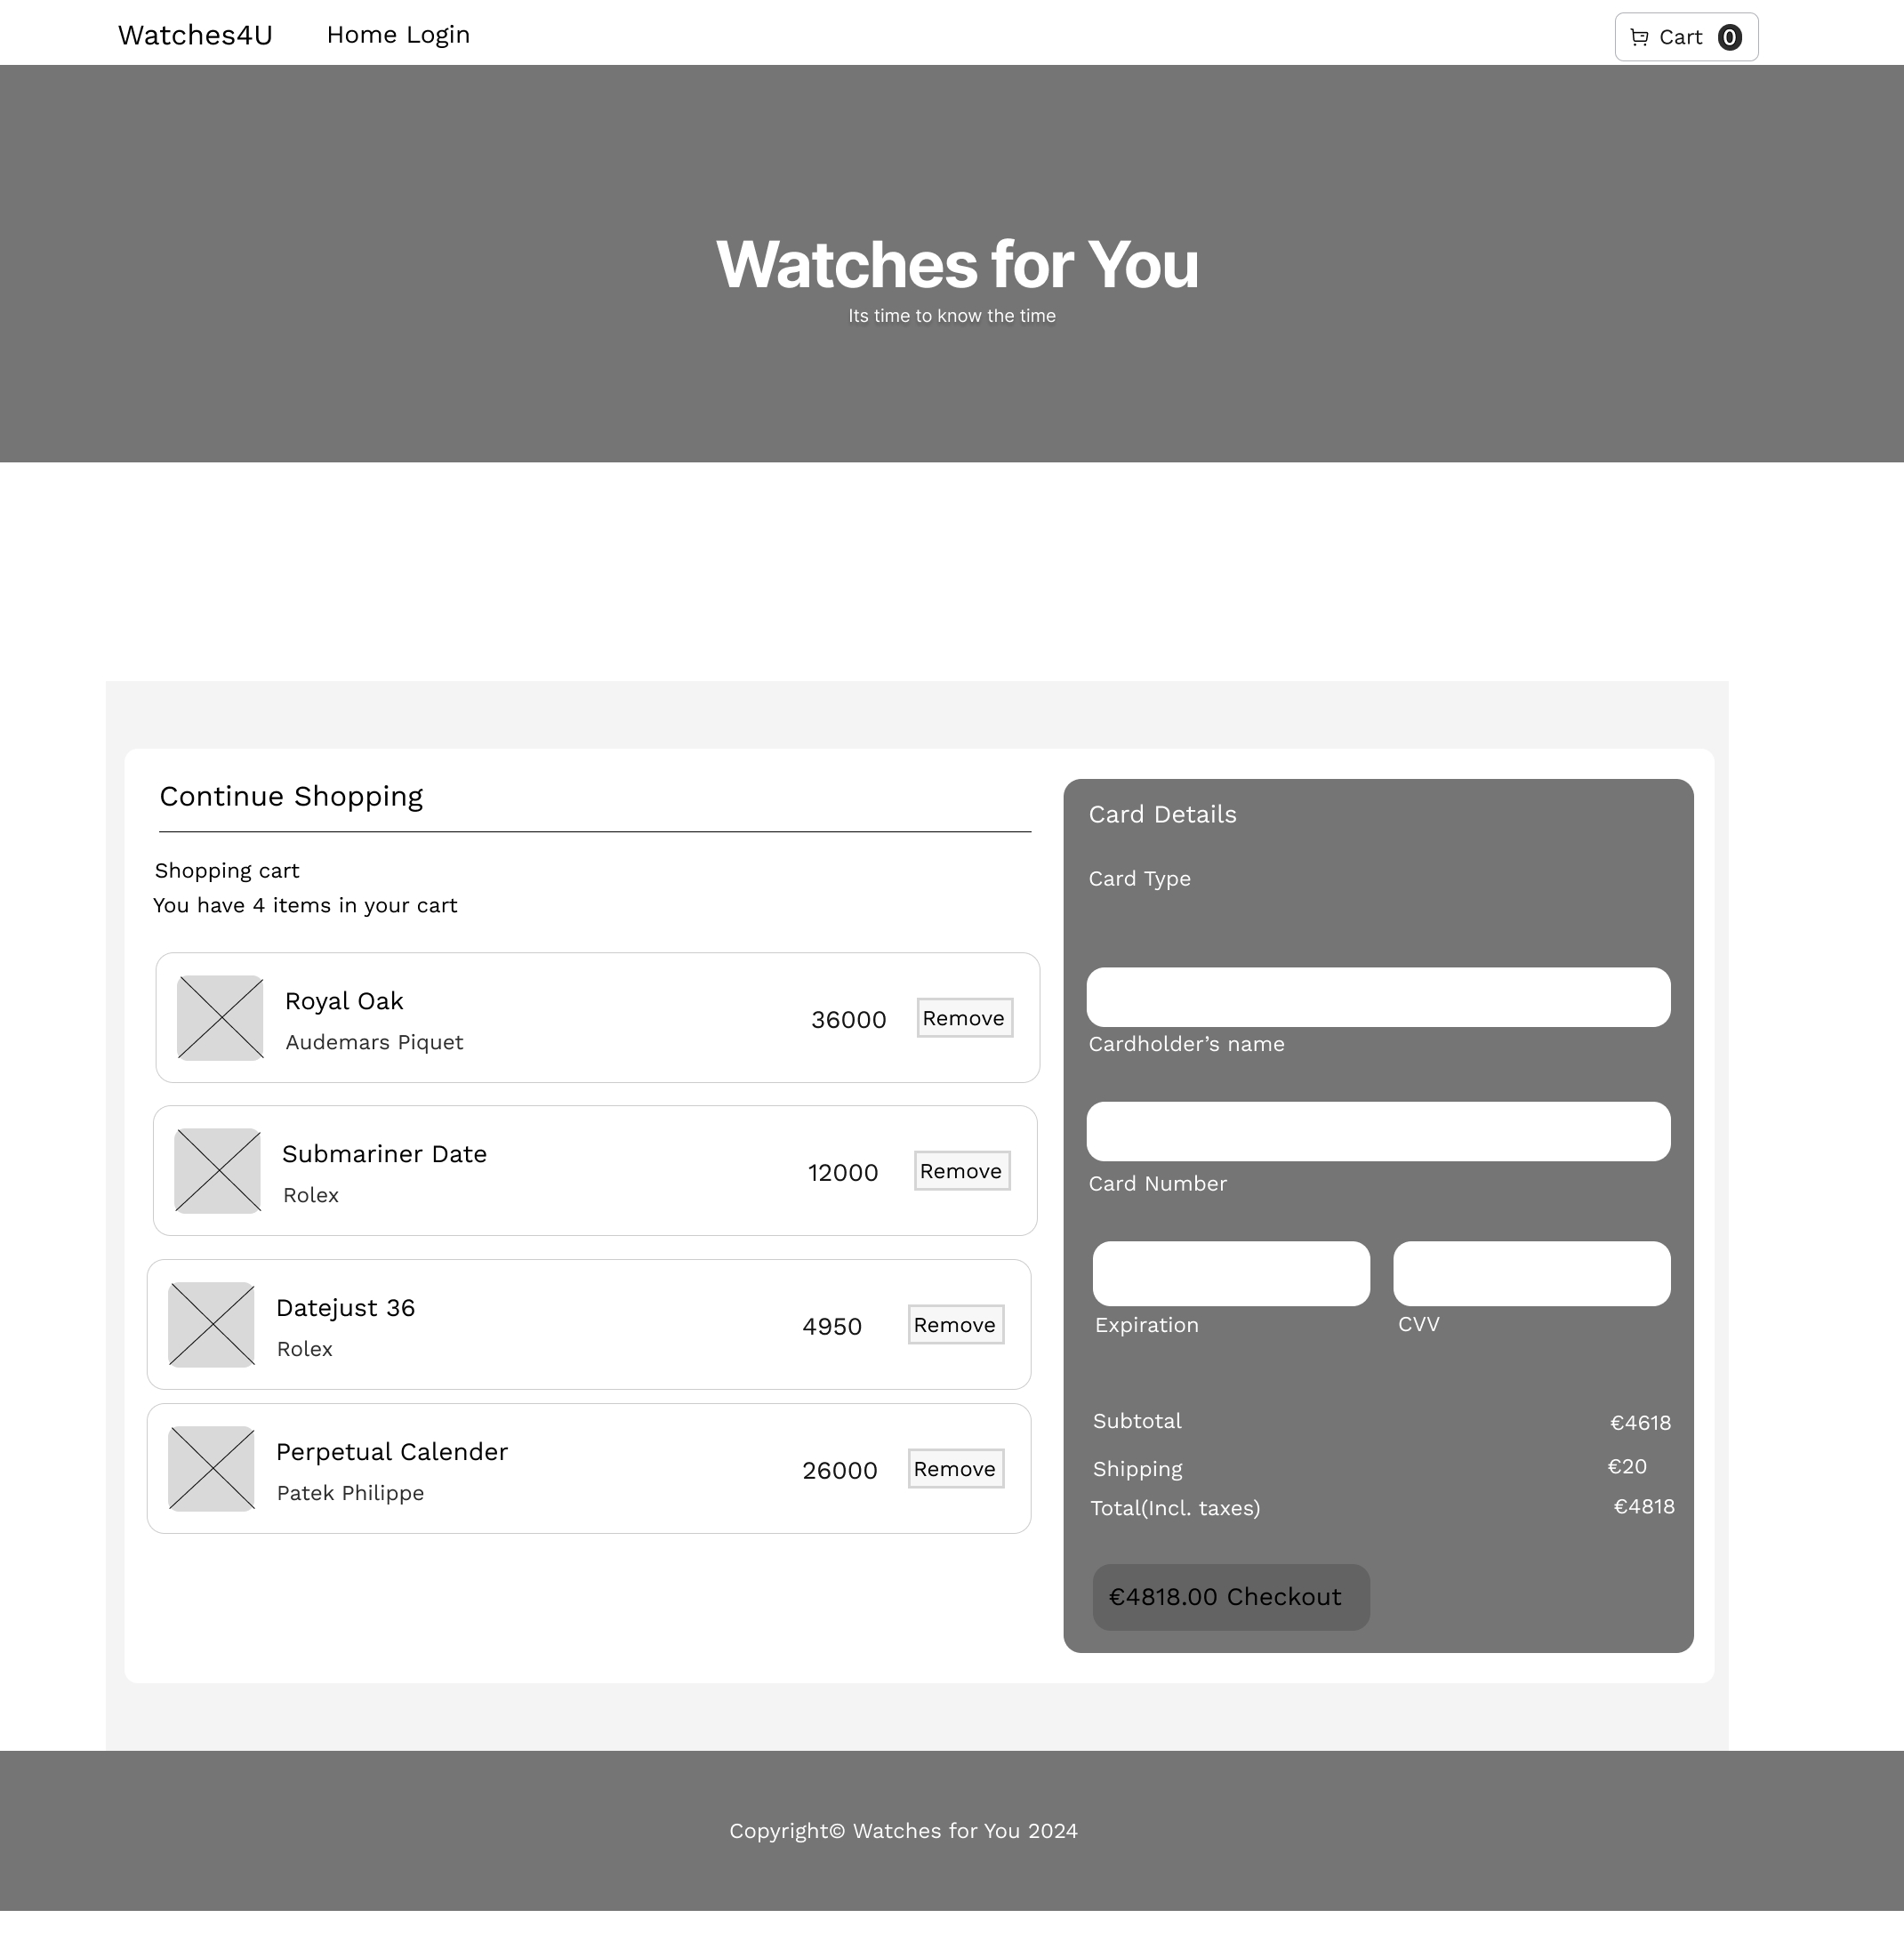 Watches4U Home Login Cart 0
Watches for You
Its time to know the time
Continue Shopping
Shopping cart
You have 4 items in your cart
Royal Oak
Audemars Piquet
36000 Remove
Submariner Date
Rolex
12000 Remove
Datejust 36
Rolex
4950 Remove
Perpetual Calender
Patek Philippe
26000 Remove
Card Details
Card Type
Cardholder’s name
Card Number
Expiration CVV
Subtotal €4618
Shipping €20
Total(Incl. taxes) €4818
€4818.00 Checkout
Copyright© Watches for You 2024